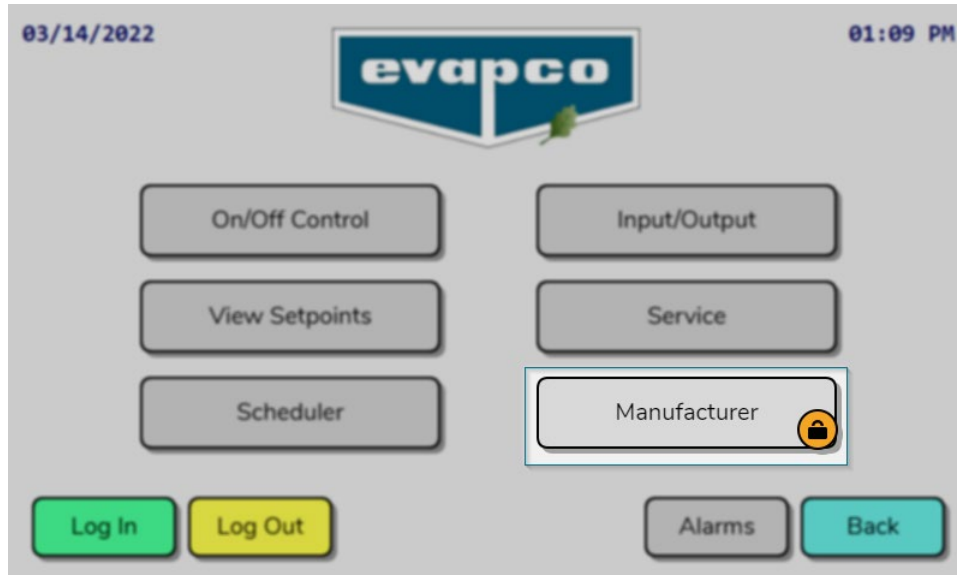 03/14/2022 01:09 PM
evapco
On/Off Control Input/Output
View Setpoints Service
Scheduler Manufacturer
Log In Log Out Alarms Back